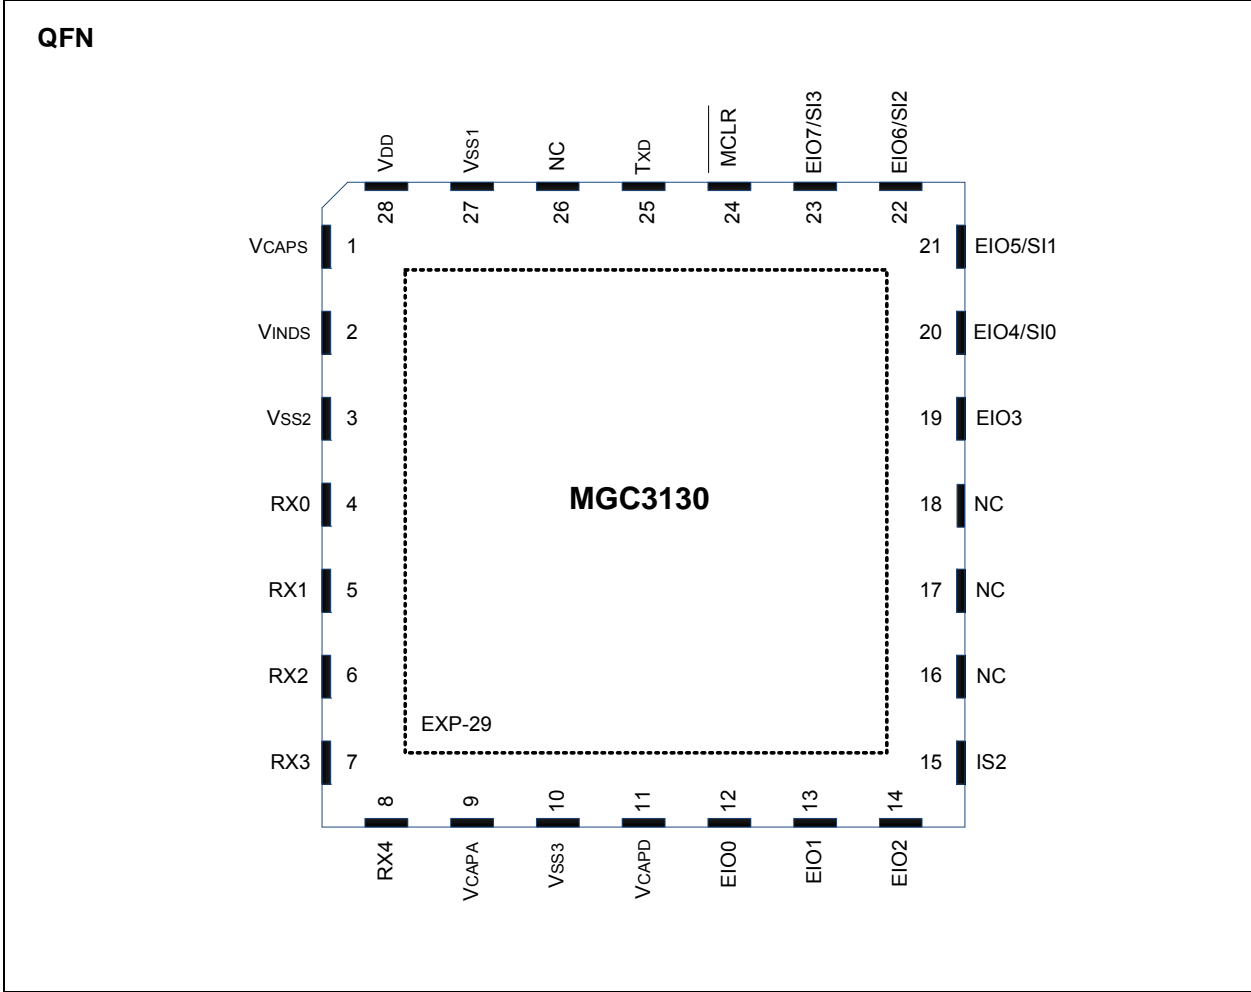 QFN
VDD
VSS1
NC
TXD
MCLR
EIO7/SI3
EIO6/SI2
28
27
26
25
24
23
22
VCAPS 1
21 EIO5/SI1
VINDS 2
20 EIO4/SI0
VSS2 3
19 EIO3
RX0 4
MGC3130
18 NC
RX1 5
17 NC
RX2 6
16 NC
EXP-29
RX3 7
15 IS2
8
9
10
11
12
13
14
RX4
VCAPA
VSS3
VCAPD
EIO0
EIO1
EIO2